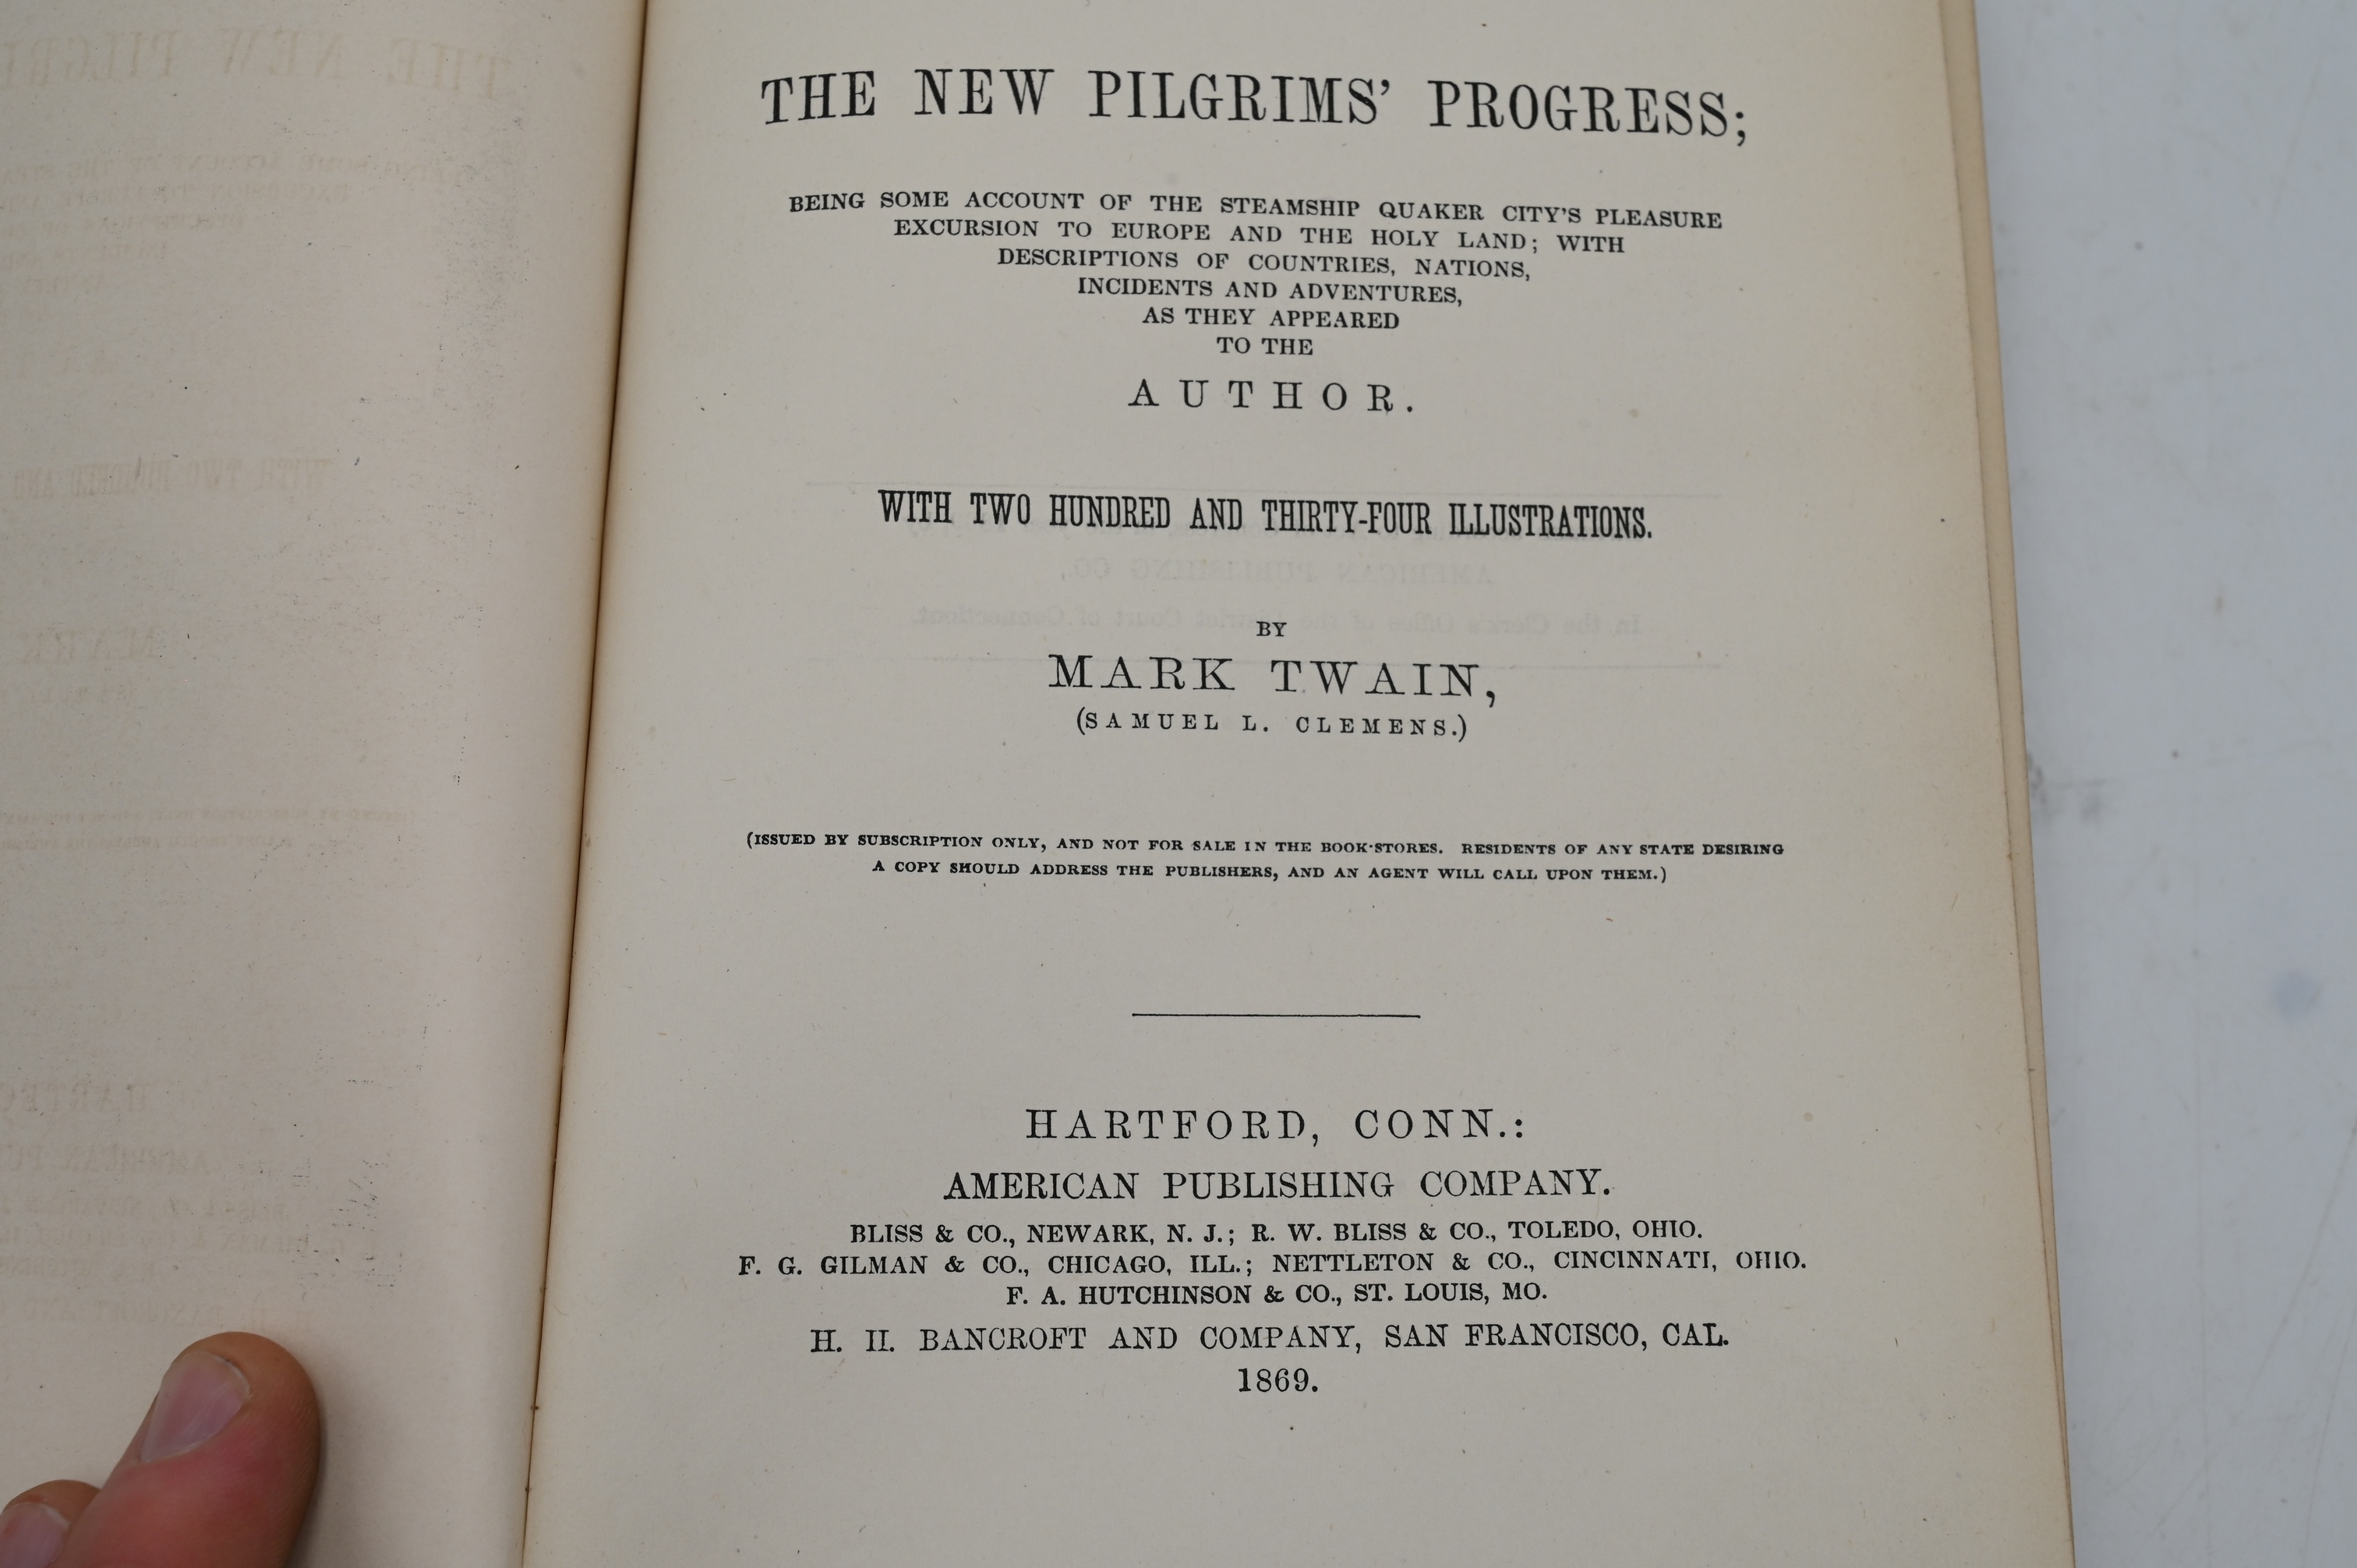 THE NEW PILGRIMS' PROGRESS;
BEING SOME ACCOUNT OF THE STEAMSHIP QUAKER CITY'S PLEASURE
EXCURSION TO EUROPE AND THE HOLY LAND; WITH
DESCRIPTIONS OF COUNTRIES, NATIONS,
INCIDENTS AND ADVENTURES,
AS THEY APPEARED
TO THE
AUTHOR.
WITH TWO HUNDRED AND THIRTY-FOUR ILLUSTRATIONS.
BY
MARK TWAIN,
(SAMUEL L. CLEMENS.)
(ISSUED BY SUBSCRIPTION ONLY, AND NOT FOR SALE IN THE BOOK-STORES. RESIDENTS OF ANY STATE DESIRING
A COPY SHOULD ADDRESS THE PUBLISHERS, AND AN AGENT WILL CALL UPON THEM.)
HARTFORD, CONN.:
AMERICAN PUBLISHING COMPANY.
BLISS & CO., NEWARK, N. J.; R. W. BLISS & CO., TOLEDO, OHIO.
F. G. GILMAN & CO., CHICAGO, ILL.; NETTLETON & CO., CINCINNATI, OHIO.
F. A. HUTCHINSON & CO., ST. LOUIS, MO.
H. H. BANCROFT AND COMPANY, SAN FRANCISCO, CAL.
1869.